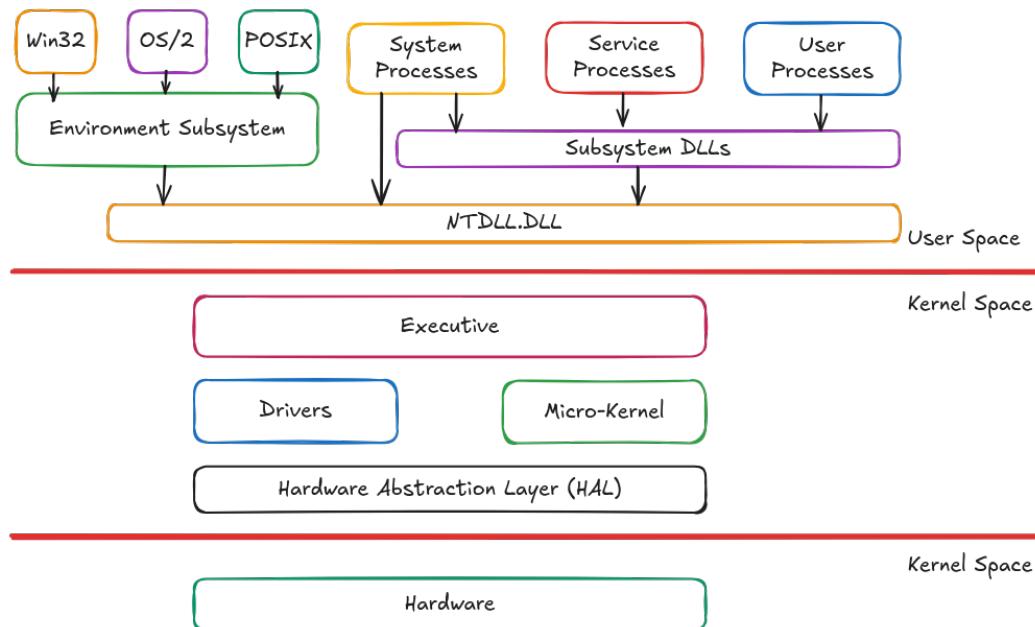 Win32
OS/2
POSIX
System
Processes
Service
Processes
User
Processes
Environment Subsystem
Subsystem DLLs
NTDLL.DLL
User Space
Kernel Space
Executive
Drivers
Micro-Kernel
Hardware Abstraction Layer (HAL)
Kernel Space
Hardware